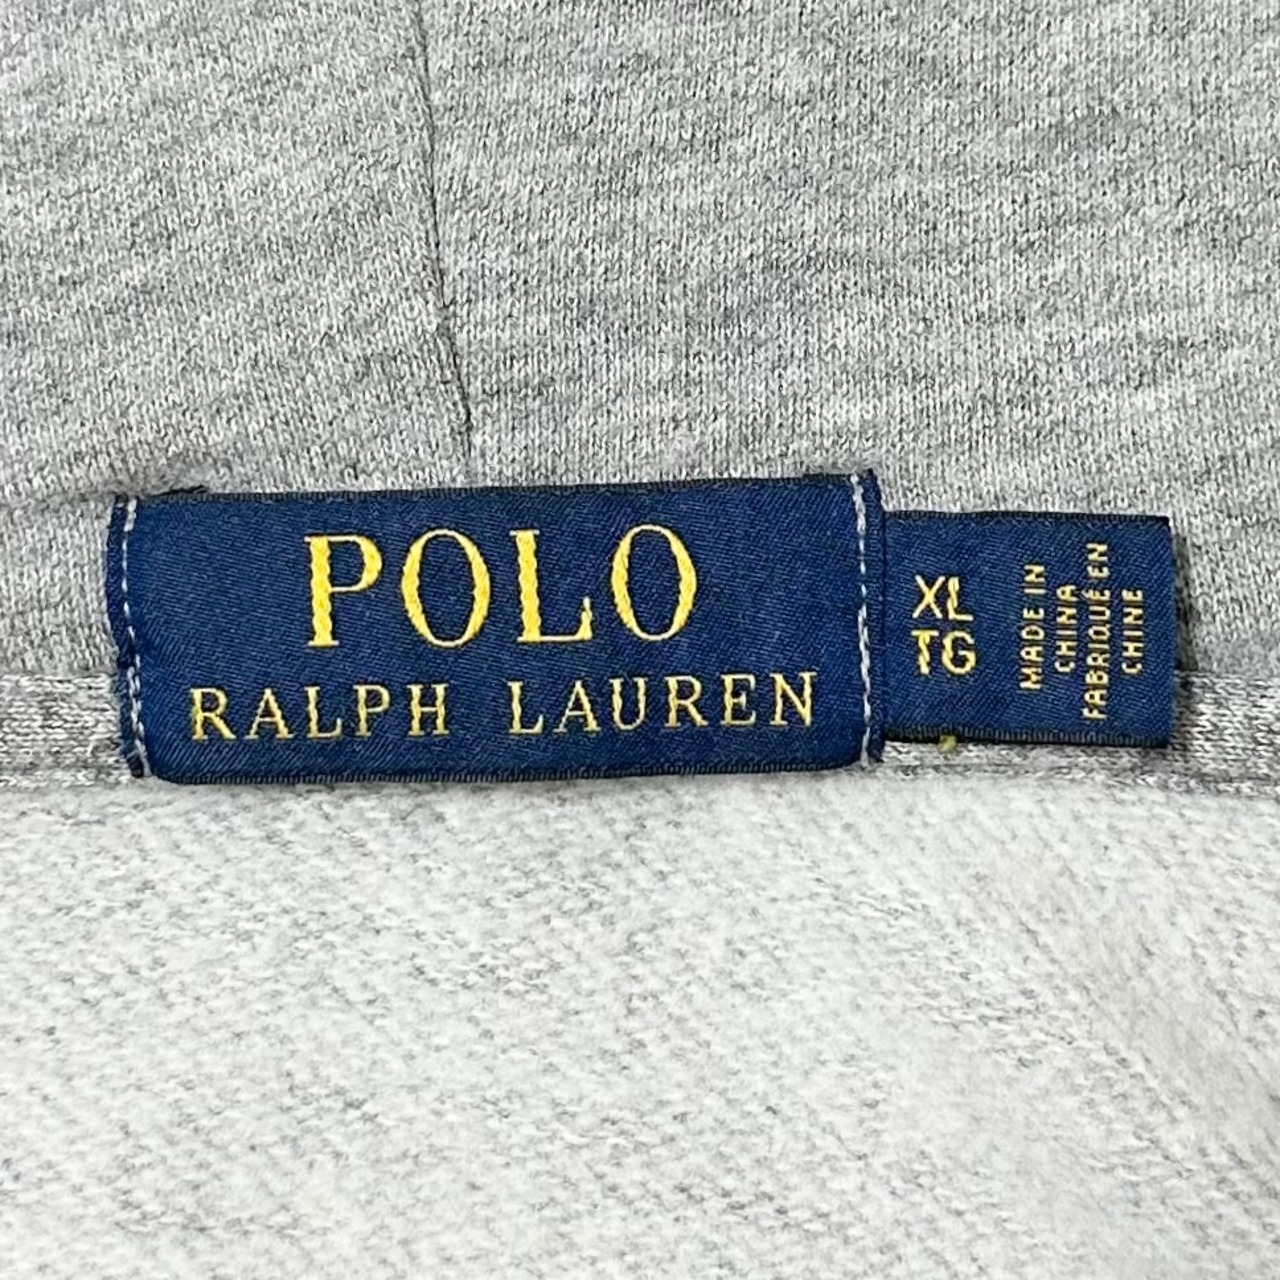 POLO
RALPH LAUREN
XL
TG
MADE IN
CHINA
FABRIQUÉ EN
CHINE